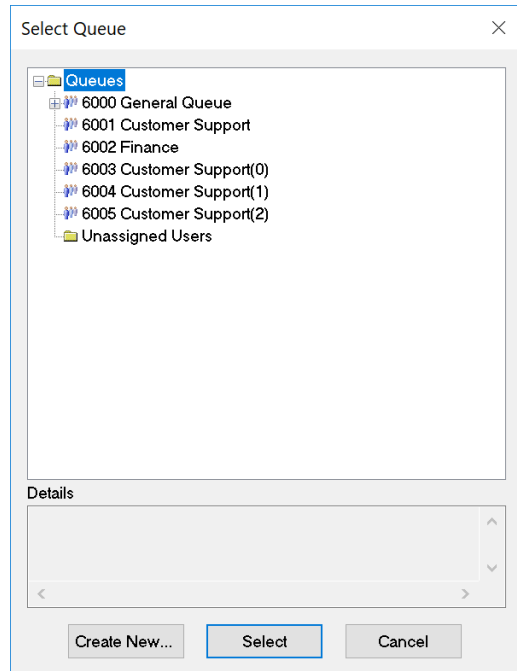 Select Queue
Queues
6000 General Queue
6001 Customer Support
6002 Finance
6003 Customer Support(0)
6004 Customer Support(1)
6005 Customer Support(2)
Unassigned Users
Details
Create New... Select Cancel